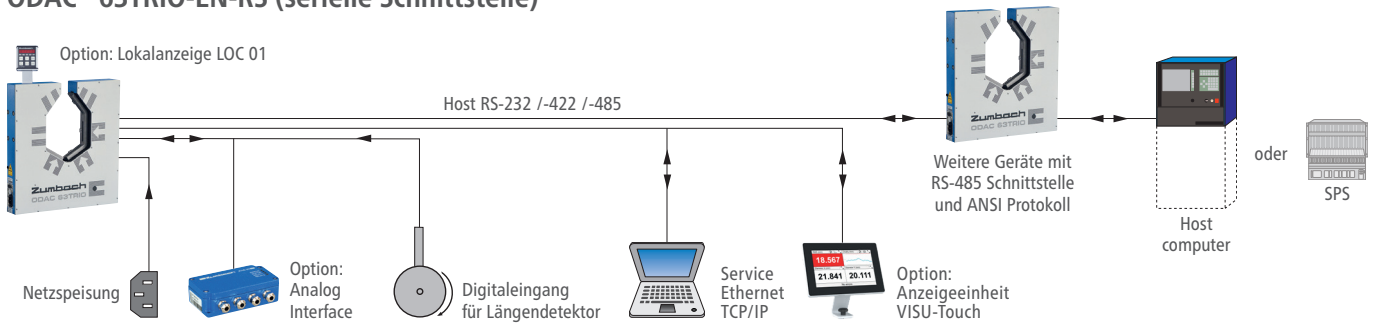 ODAC® 63TRIO-EN-RS (serielle Schnittstelle)
Option: Lokalanzeige LOC 01
Host RS-232 /-422 /-485
Zumbach
ODAC 63TRIO
Zumbach
ODAC 63TRIO
Weitere Geräte mit
RS-485 Schnittstelle
und ANSI Protokoll
oder
SPS
Host
computer
Netzspeisung
Option:
Analog
Interface
Digitaleingang
für Längendetektor
Service
Ethernet
TCP/IP
18.567
21.841 20.111
Option:
Anzeigeeinheit
VISU-Touch